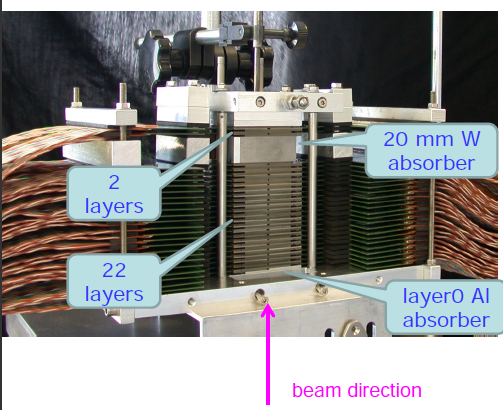 20 mm W
absorber
2
layers
22
layers
layer0 Al
absorber
beam direction